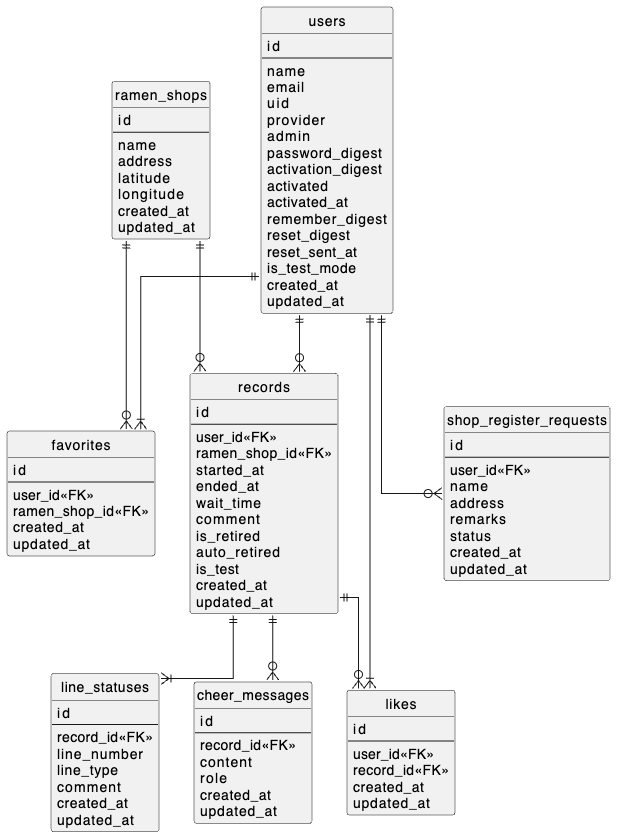 users
id
name
email
uid
provider
admin
password_digest
activation_digest
activated
activated_at
remember_digest
reset_digest
reset_sent_at
is_test_mode
created_at
updated_at
ramen_shops
id
name
address
latitude
longitude
created_at
updated_at
records
id
user_id«FK»
ramen_shop_id«FK»
started_at
ended_at
wait_time
comment
is_retired
auto_retired
is_test
created_at
updated_at
shop_register_requests
id
user_id«FK»
name
address
remarks
status
created_at
updated_at
favorites
id
user_id«FK»
ramen_shop_id«FK»
created_at
updated_at
line_statuses
id
record_id«FK»
line_number
line_type
comment
created_at
updated_at
cheer_messages
id
record_id«FK»
content
role
created_at
updated_at
likes
id
user_id«FK»
record_id«FK»
created_at
updated_at